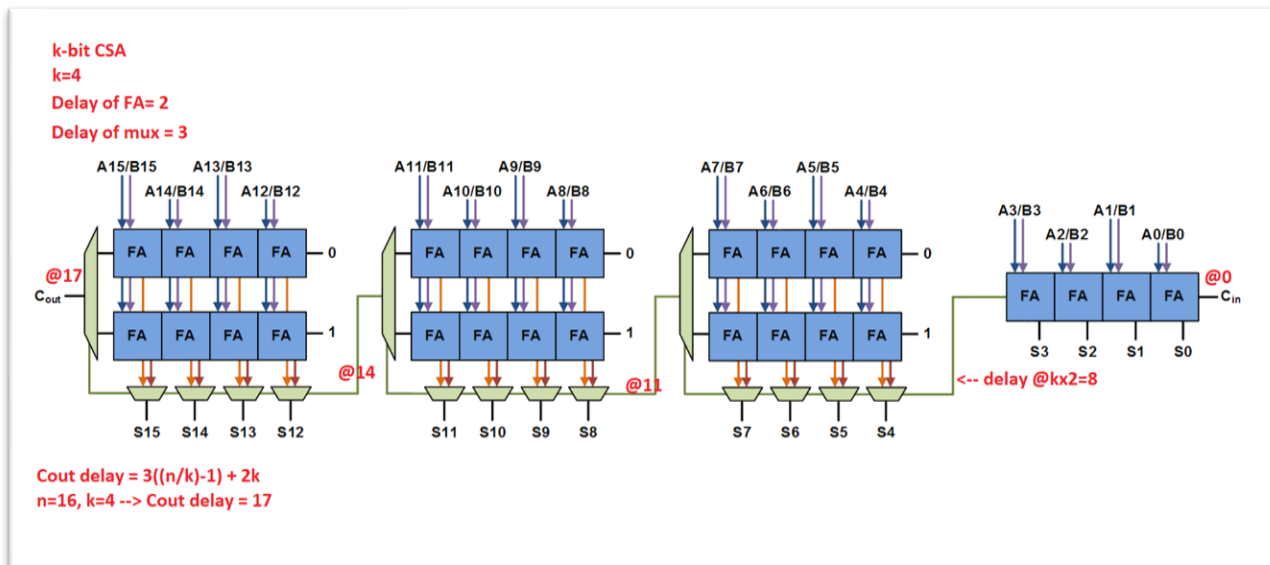 k-bit CSA
k=4
Delay of FA= 2
Delay of mux = 3
A15/B15 A13/B13 A11/B11 A9/B9 A7/B7 A5/B5
A14/B14 A12/B12 A10/B10 A8/B8 A6/B6 A4/B4
A3/B3 A1/B1
A2/B2 A0/B0
FA FA FA FA 0 FA FA FA FA 0 FA FA FA FA 0
@17 @0
Cout FA FA FA FA Cin
FA FA FA FA 1 FA FA FA FA 1 FA FA FA FA 1
S3 S2 S1 S0
@14 @11 <-- delay @kx2=8
S15 S14 S13 S12 S11 S10 S9 S8 S7 S6 S5 S4
Cout delay = 3((n/k)-1) + 2k
n=16, k=4 --> Cout delay = 17